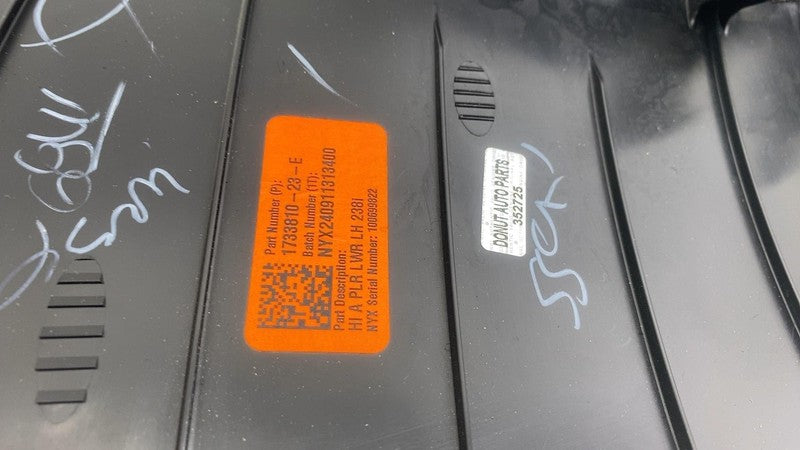 Part Number (P):
1733810-23-E
Batch Number (1T):
NYX240911313400
Part Description:
HI A PLR LWR LH 238I
NYX Serial Number: 100699822
DONUT AUTO PARTS
352725